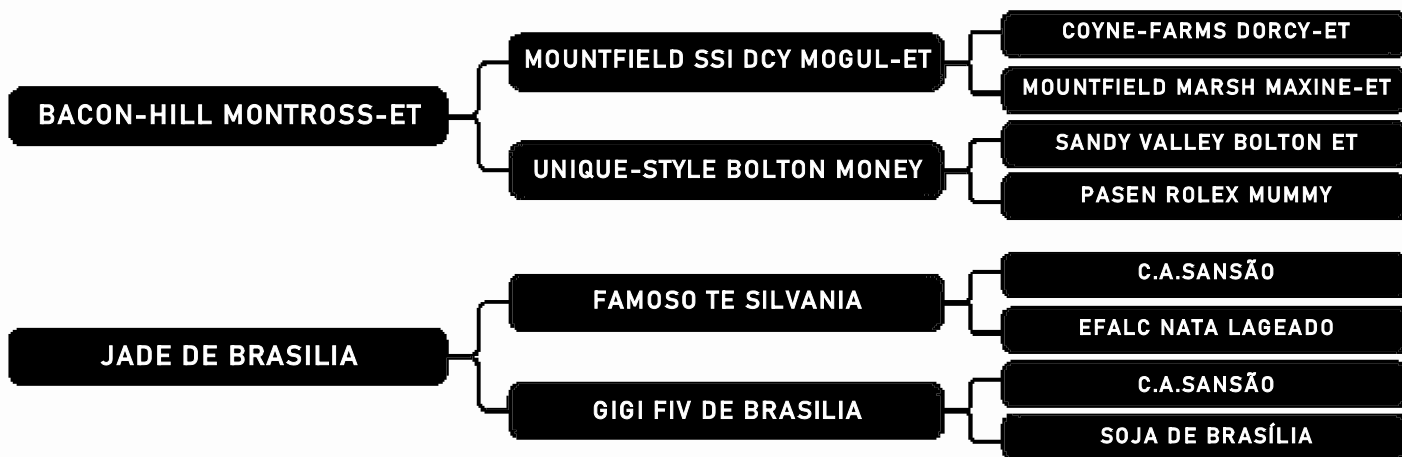 COYNE-FARMS DORCY-ET
MOUNTFIELD SSI DCY MOGUL-ET
MOUNTFIELD MARSH MAXINE-ET
BACON-HILL MONTROSS-ET
SANDY VALLEY BOLTON ET
UNIQUE-STYLE BOLTON MONEY
PASEN ROLEX MUMMY
C.A.SANSÃO
FAMOSO TE SILVANIA
EFALC NATA LAGEADO
JADE DE BRASILIA
C.A.SANSÃO
GIGI FIV DE BRASILIA
SOJA DE BRASÍLIA